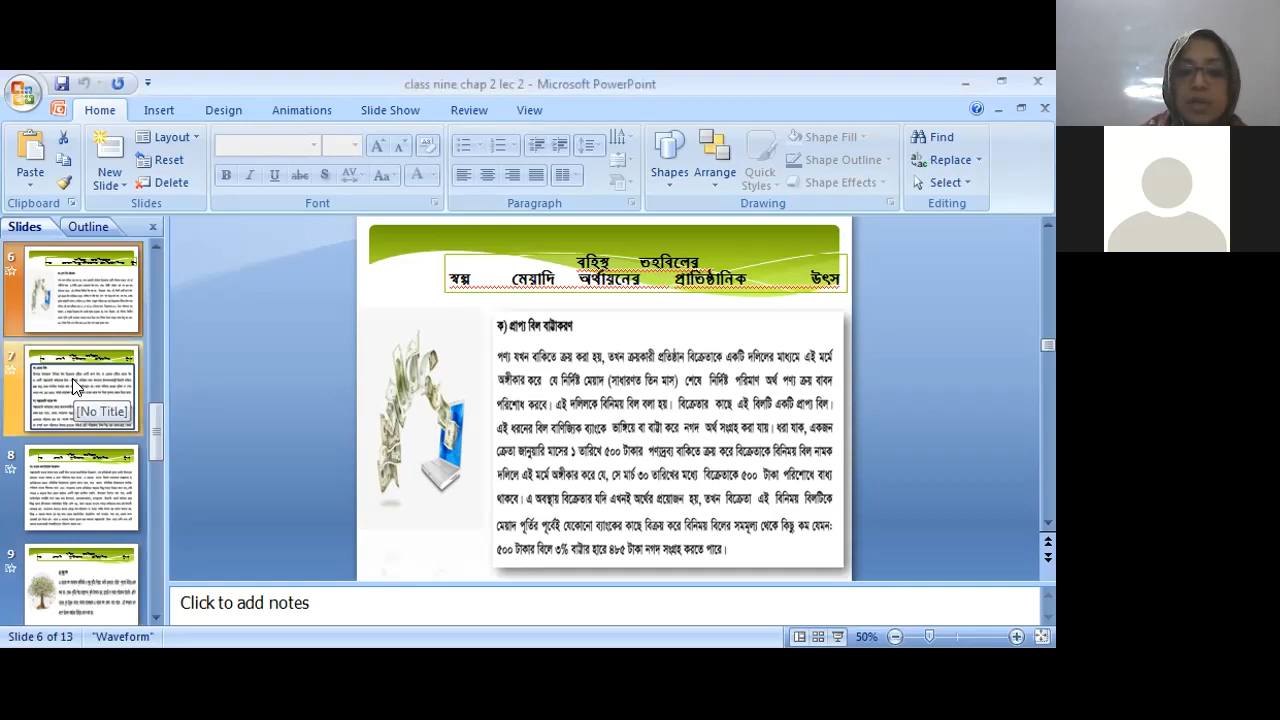 class nine chap 2 lec 2 - Microsoft PowerPoint
Home Insert Design Animations Slide Show Review View
Paste
New Slide
Layout
Reset
Delete
B I U abc S AV Aa A
Shapes Arrange Quick Styles
Shape Fill
Shape Outline
Shape Effects
Find
Replace
Select
Clipboard Slides Font Paragraph Drawing Editing
Slides Outline
6
7
[No Title]
8
9
বহিস্থ তহবিলের
স্বল্প মেয়াদি অর্থায়নের প্রাতিষ্ঠানিক উৎস
ক) প্রাপ্য বিল বাট্টাকরণ
পণ্য যখন বাকিতে ক্রয় করা হয়, তখন ক্রয়কারী প্রতিষ্ঠান বিক্রেতাকে একটি দলিলের মাধ্যমে এই মর্মে
অঙ্গীকার করে যে নির্দিষ্ট মেয়াদ (সাধারণত তিন মাস) শেষে নির্দিষ্ট পরিমাণ অর্থ পণ্য ক্রয় বাবদ
পরিশোধ করবে। এই দলিলকে বিনিময় বিল বলা হয়। বিক্রেতার কাছে এই বিলটি একটি প্রাপ্য বিল।
এই ধরনের বিল বাণিজ্যিক ব্যাংকে ভাঙ্গিয়ে বা বাট্টা করে নগদ অর্থ সংগ্রহ করা যায়। ধরা যাক, একজন
ক্রেতা জানুয়ারি মাসের ১ তারিখে ৫০০ টাকার পণ্যদ্রব্য বাকিতে ক্রয় করে বিক্রেতাকে বিনিময় বিল নামক
এই মর্মে করে যে, সে মার্চ ৩০ তারিখের মধ্যে বিক্রেতাকে ৫০০ টাকা পরিশোধে বাধ্য
থাকবে। এ অবস্থায় বিক্রেতার যদি এখনই অর্থের প্রয়োজন হয়, তখন বিক্রেতা এই বিনিময় বিলটিকে
মেয়াদ পূর্তির পূর্বেই যেকোনো ব্যাংকের কাছে বিক্রয় করে বিনিময় বিলের সমমূল্য থেকে কিছু কম যেমন:
৫০০ টাকার বিলে ৩% বাট্টার হারে ৪৮৫ টাকা নগদ সংগ্রহ করতে পারে।
Click to add notes
Slide 6 of 13 "Waveform" 50%